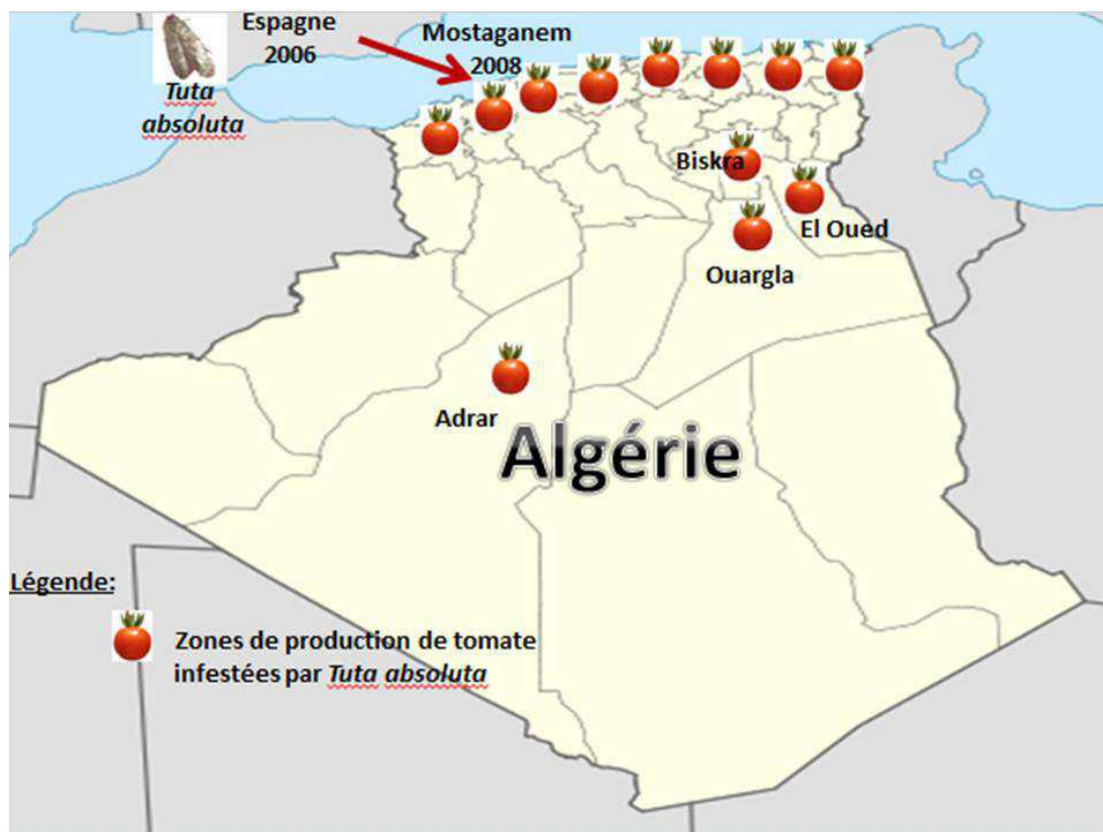 Espagne
2006
Mostaganem
2008
Tuta
absoluta
Biskra
El Oued
Ouargla
Adrar
Algérie
Légende:
Zones de production de tomate
infestées par Tuta absoluta